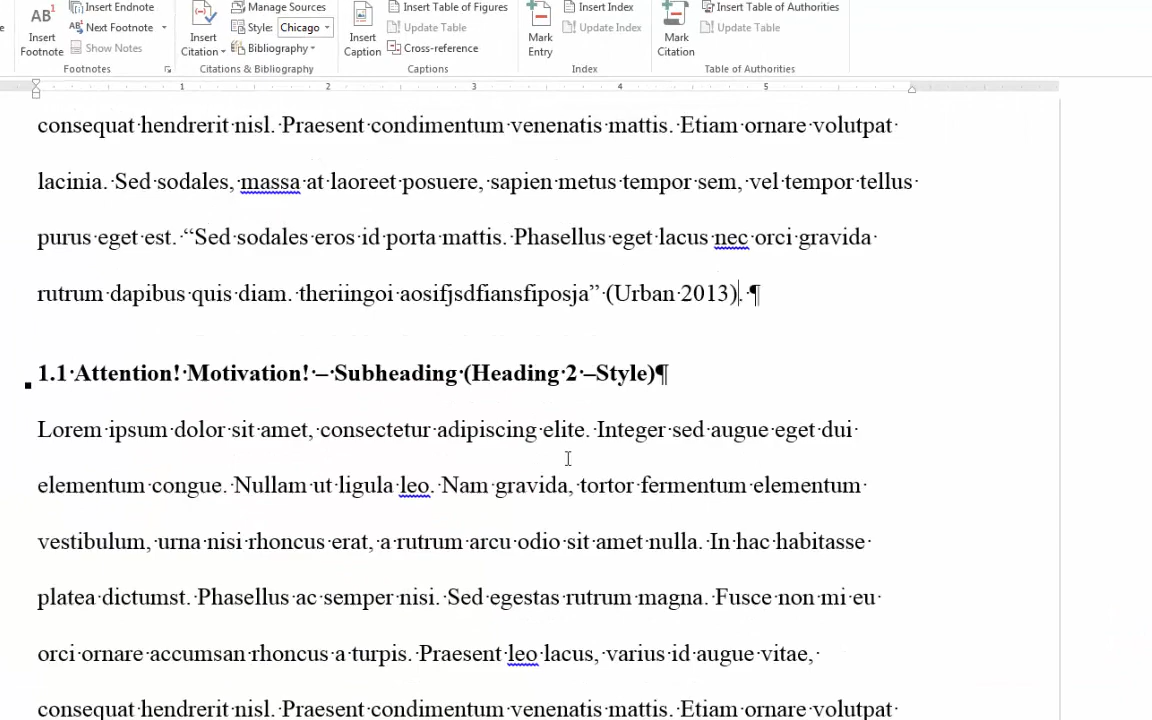 Insert Endnote
Next Footnote
Show Notes
AB¹
Insert
Footnote
Footnotes
Insert
Citation
Manage Sources
Style: Chicago
Bibliography
Citations & Bibliography
Insert
Caption
Insert Table of Figures
Update Table
Cross-reference
Captions
Mark
Entry
Insert Index
Update Index
Index
Mark
Citation
Insert Table of Authorities
Update Table
Table of Authorities
1 2 3 4 5
consequat·hendrerit·nisl.·Praesent·condimentum·venenatis·mattis.·Etiam·ornare·volutpat·
lacinia.·Sed·sodales,·massa·at·laoreet·posuere,·sapien·metus·tempor·sem,·vel·tempor·tellus·
purus·eget·est.·“Sed·sodales·eros·id·porta·mattis.·Phasellus·eget·lacus·nec·orci·gravida·
rutrum·dapibus·quis·diam.·theriingoi·aosifjsdfiansfiposja”·(Urban·2013).·¶
1.1·Attention!·Motivation!·–·Subheading·(Heading·2·–Style)¶
Lorem·ipsum·dolor·sit·amet,·consectetur·adipiscing·elite.·Integer·sed·augue·eget·dui·
elementum·congue.·Nullam·ut·ligula·leo.·Nam·gravida,·tortor·fermentum·elementum·
vestibulum,·urna·nisi·rhoncus·erat,·a·rutrum·arcu·odio·sit·amet·nulla.·In·hac·habitasse·
platea·dictumst.·Phasellus·ac·semper·nisi.·Sed·egestas·rutrum·magna.·Fusce·non·mi·eu·
orci·ornare·accumsan·rhoncus·a·turpis.·Praesent·leo·lacus,·varius·id·augue·vitae,·
consequat·hendrerit·nisl.·Praesent·condimentum·venenatis·mattis.·Etiam·ornare·volutpat·